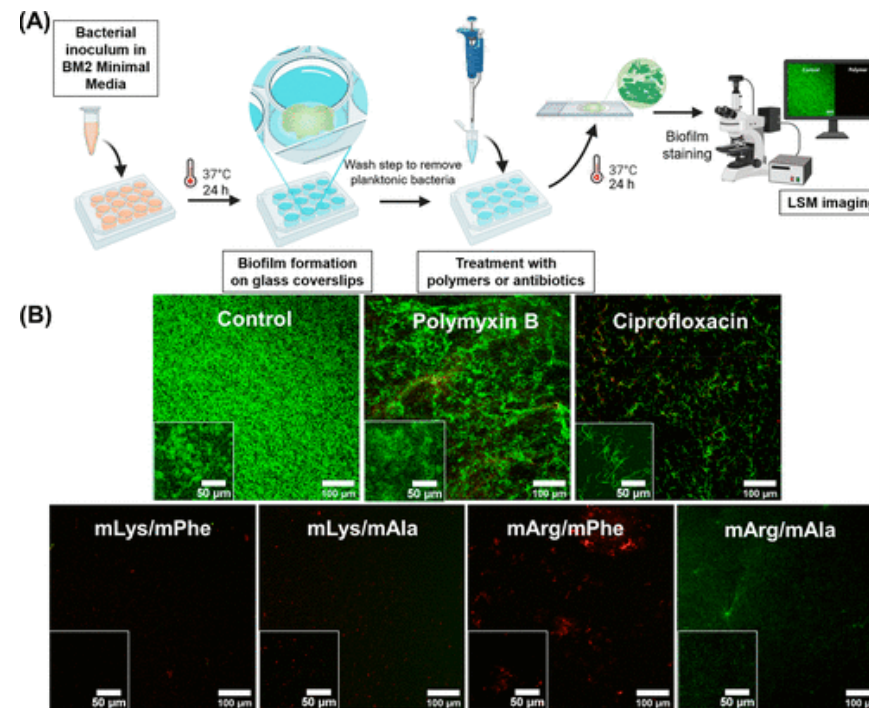 (A)
Bacterial
inoculum in
BM2 Minimal
Media
37°C
24 h
Wash step to remove
planktonic bacteria
37°C
24 h
Biofilm
staining
Control
Polymer
LSM imaging
Biofilm formation
on glass coverslips
Treatment with
polymers or antibiotics
(B)
Control
50 µm
100 µm
Polymyxin B
50 µm
100 µm
Ciprofloxacin
50 µm
100 µm
mLys/mPhe
50 µm
100 µm
mLys/mAla
50 µm
100 µm
mArg/mPhe
50 µm
100 µm
mArg/mAla
50 µm
100 µm